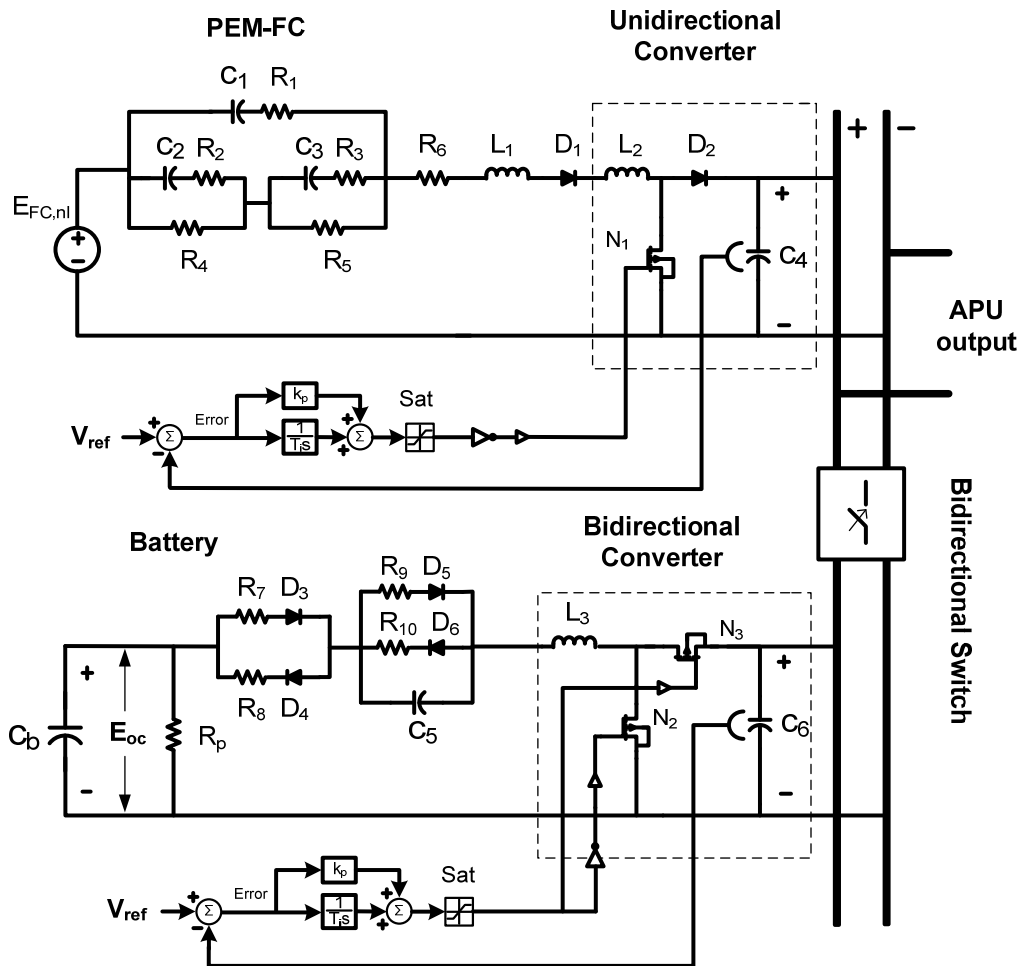 PEM-FC
Unidirectional
Converter
C1 R1
C2 R2 C3 R3 R6 L1 D1 L2 D2
+ −
EFC,nl
+
−
R4 R5
N1
+
C4
−
APU
output
Vref
+
−
Σ
Error
kp
1
Tis
+
+
Σ
Sat
Battery
Bidirectional
Converter
Bidirectional Switch
R7 D3
R8 D4
R9 D5
R10 D6
C5
L3
N3
N2
+
C6
−
Cb
+
−
Eoc
Rp
Vref
+
−
Σ
Error
kp
1
Tis
+
+
Σ
Sat